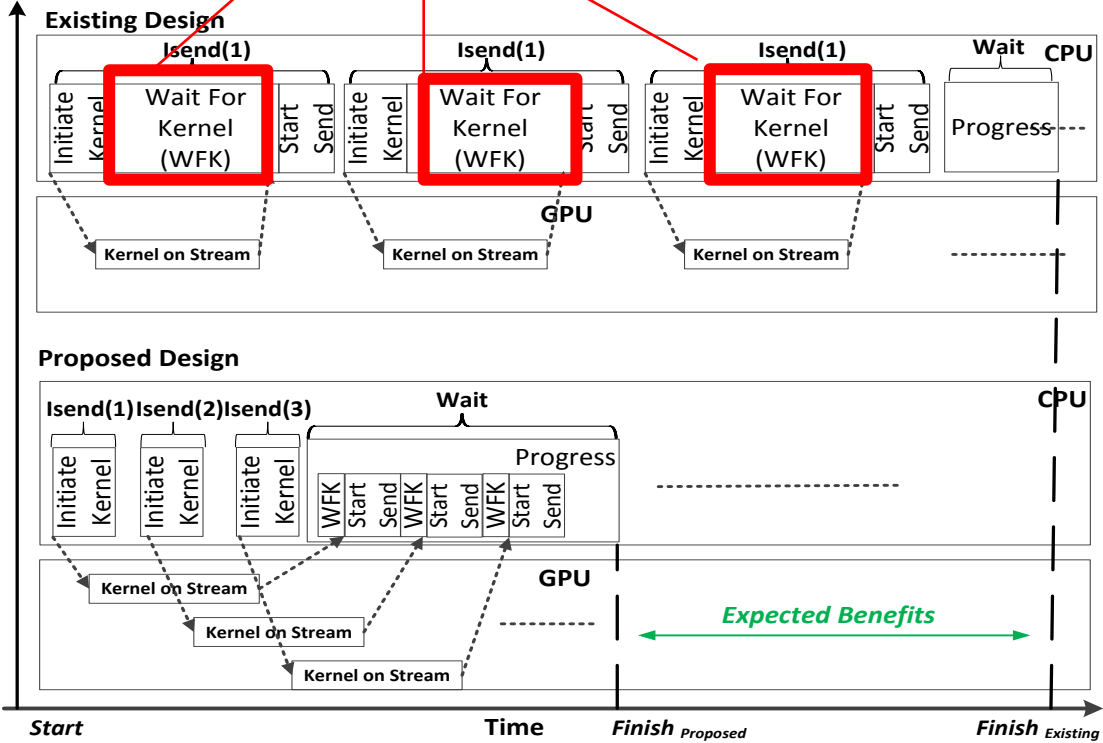 Existing Design
Isend(1) Isend(1) Isend(1) Wait CPU
Initiate
Kernel
Wait For
Kernel
(WFK)
Start
Send
Initiate
Kernel
Wait For
Kernel
(WFK)
Start
Send
Initiate
Kernel
Wait For
Kernel
(WFK)
Start
Send
Progress
GPU
Kernel on Stream Kernel on Stream Kernel on Stream
Proposed Design
CPU
Isend(1) Isend(2) Isend(3) Wait
Initiate
Kernel
Initiate
Kernel
Initiate
Kernel
Progress
WFK
Start
Send
WFK
Start
Send
WFK
Start
Send
GPU
Kernel on Stream
Kernel on Stream
Kernel on Stream
Expected Benefits
Start Time Finish Proposed Finish Existing